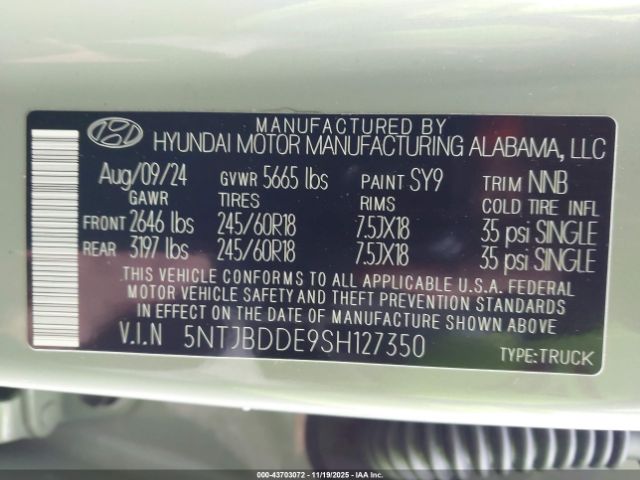 MANUFACTURED BY
HYUNDAI MOTOR MANUFACTURING ALABAMA, LLC
Aug/09/24 GVWR 5665 lbs PAINT SY9 TRIM NNB
GAWR TIRES RIMS COLD TIRE INFL
FRONT 2646 lbs 245/60R18 7.5JX18 35 psi SINGLE
REAR 3197 lbs 245/60R18 7.5JX18 35 psi SINGLE
THIS VEHICLE CONFORMS TO ALL APPLICABLE U.S.A. FEDERAL
MOTOR VEHICLE SAFETY AND THEFT PREVENTION STANDARDS
IN EFFECT ON THE DATE OF MANUFACTURE SHOWN ABOVE.
V.I.N 5NTJBDDE9SH127350 TYPE:TRUCK
000-43703072 - 11/19/2025 - IAAI.COM